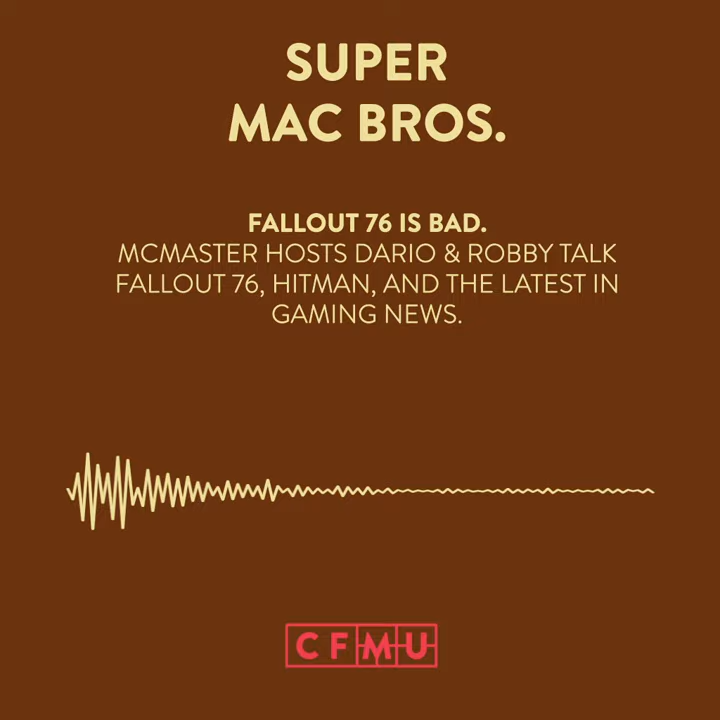 SUPER
MAC BROS.
FALLOUT 76 IS BAD.
MCMASTER HOSTS DARIO & ROBBY TALK
FALLOUT 76, HITMAN, AND THE LATEST IN
GAMING NEWS.
CFMU